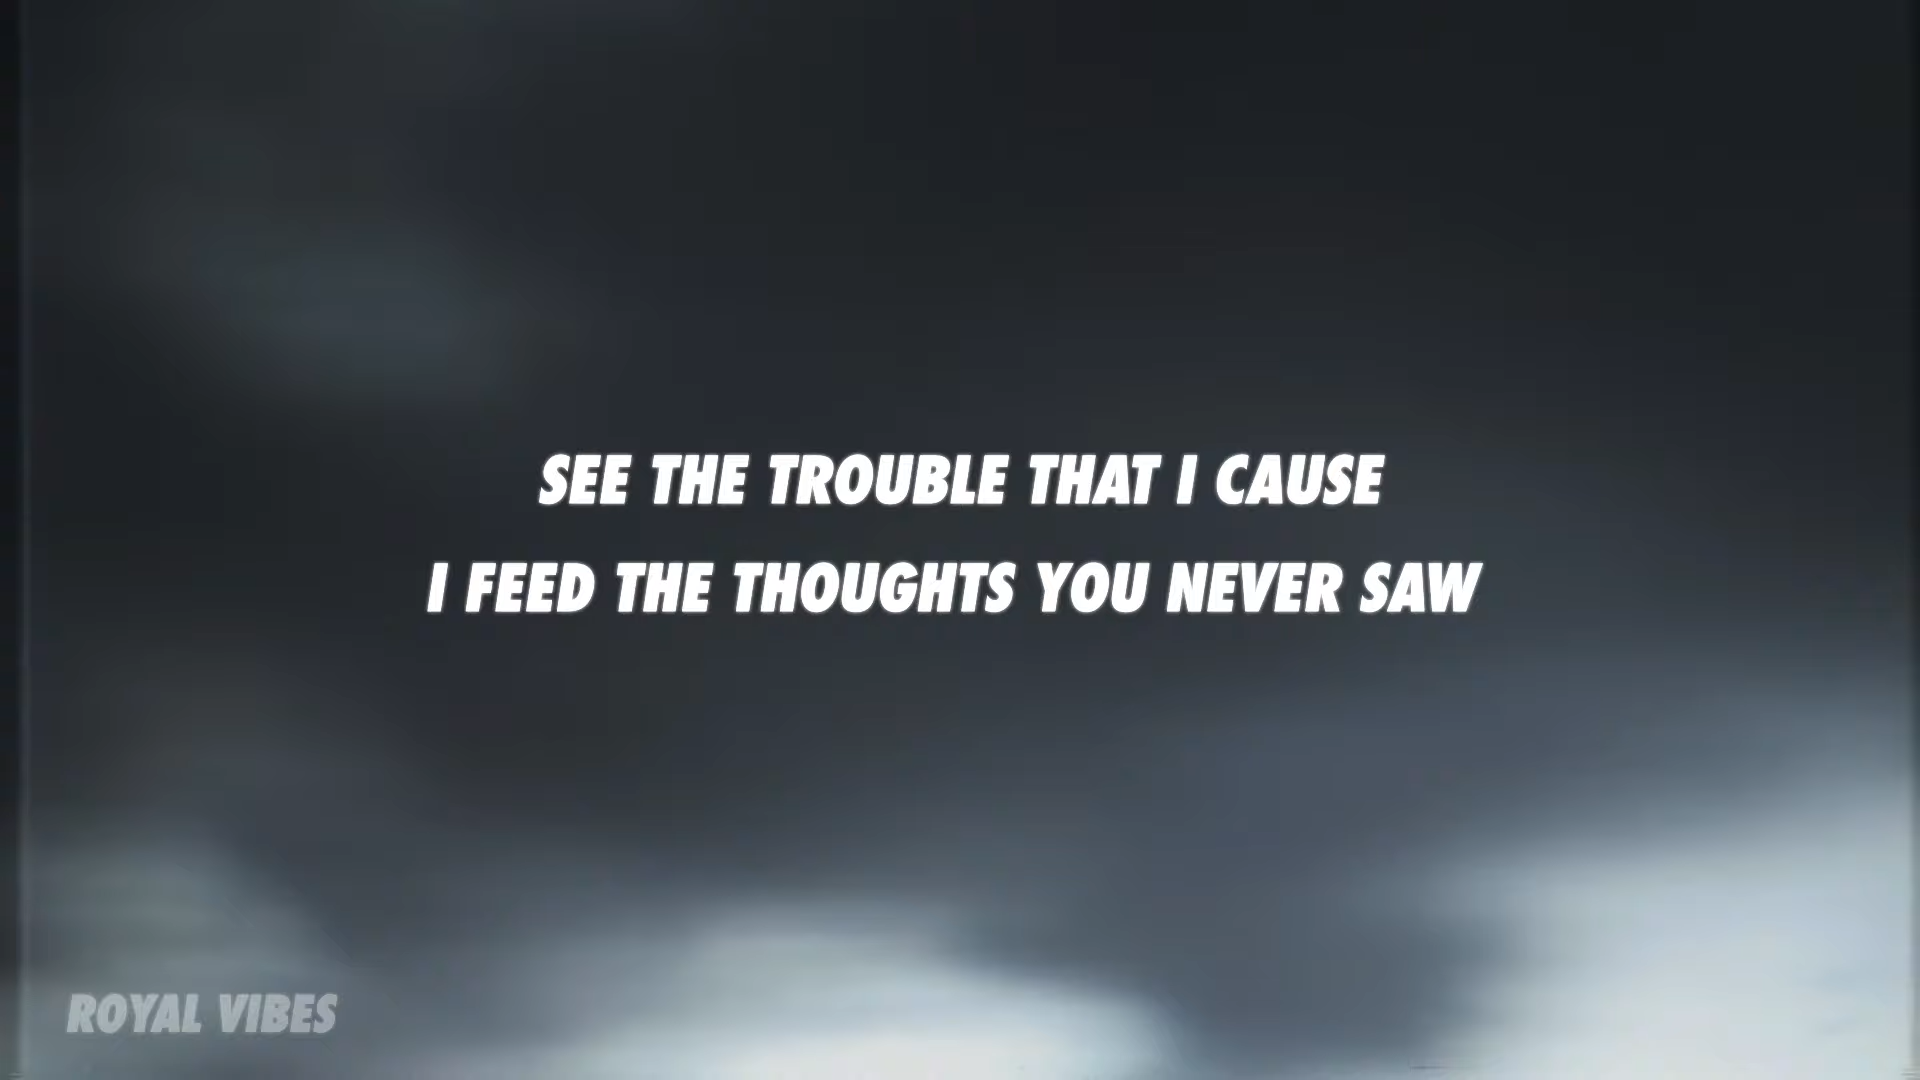 SEE THE TROUBLE THAT I CAUSE
I FEED THE THOUGHTS YOU NEVER SAW
ROYAL VIBES